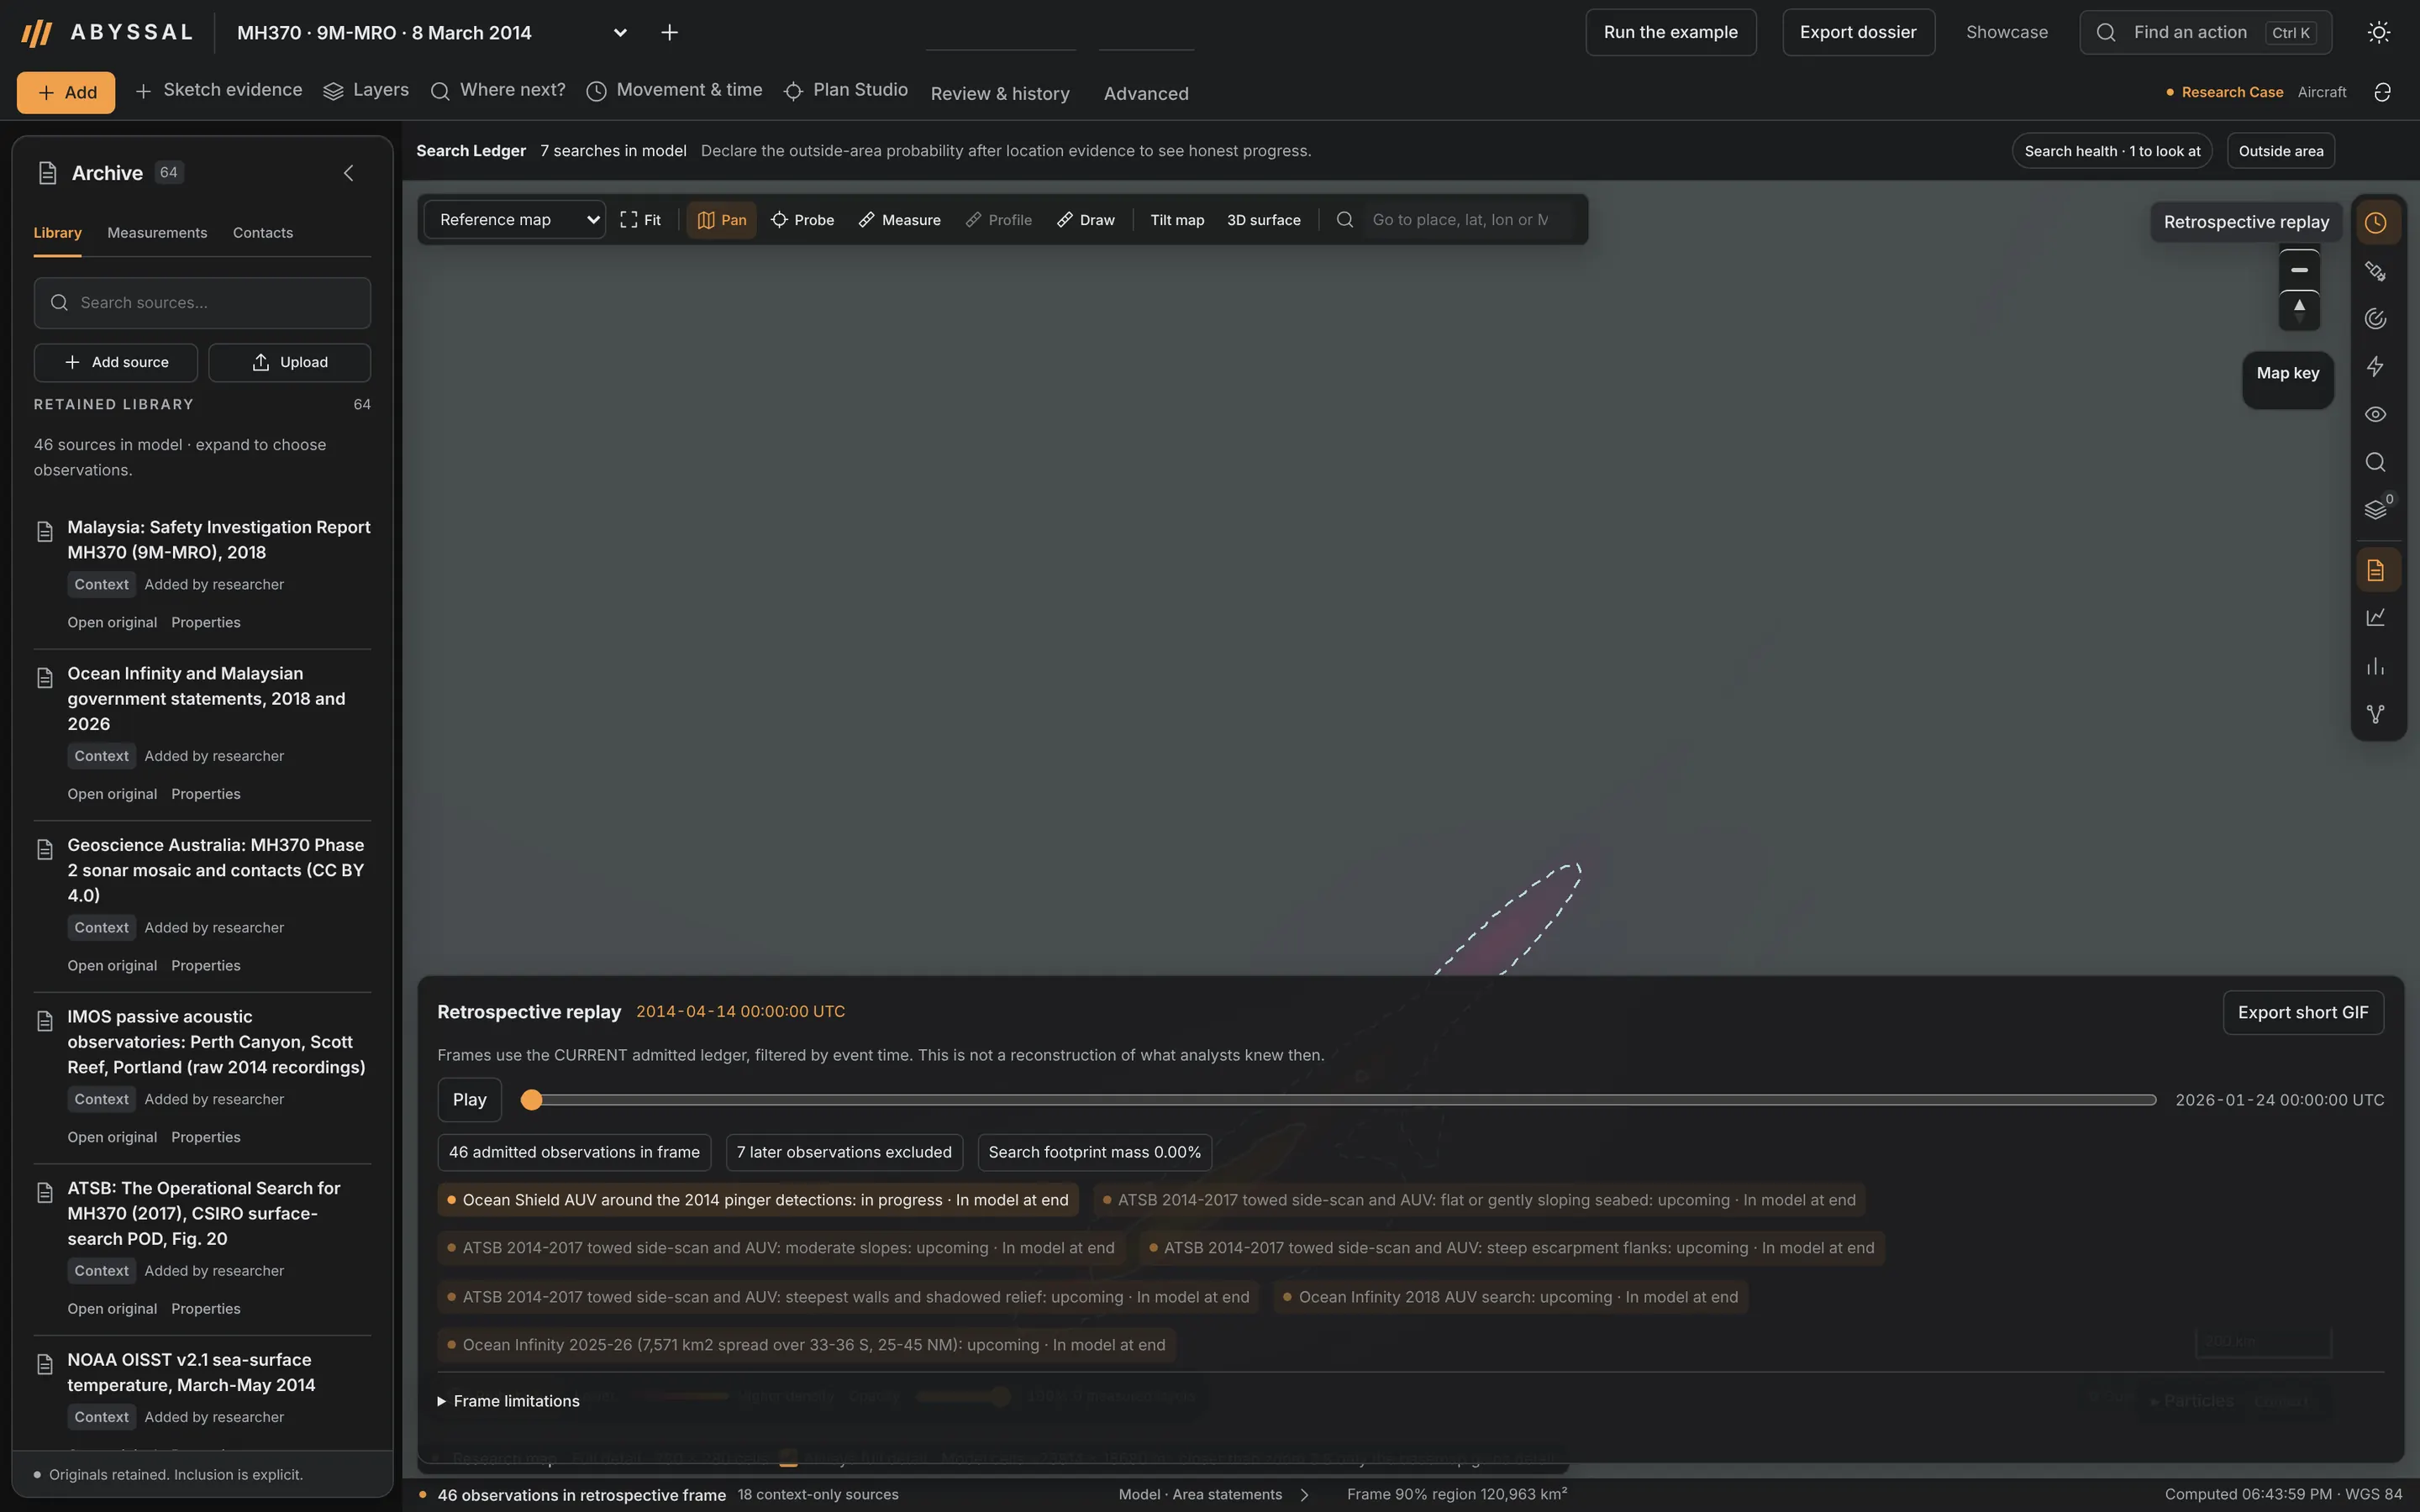 ABYSSAL
MH370 · 9M-MRO · 8 March 2014
Run the example
Export dossier
Showcase
Find an action
Ctrl K
Add
Sketch evidence
Layers
Where next?
Movement & time
Plan Studio
Review & history
Advanced
Research Case
Aircraft
Archive 64
Library
Measurements
Contacts
Search sources...
Add source
Upload
RETAINED LIBRARY
64
46 sources in model · expand to choose
observations.
Malaysia: Safety Investigation Report
MH370 (9M-MRO), 2018
Context Added by researcher
Open original Properties
Ocean Infinity and Malaysian
government statements, 2018 and
2026
Context Added by researcher
Open original Properties
Geoscience Australia: MH370 Phase
2 sonar mosaic and contacts (CC BY
4.0)
Context Added by researcher
Open original Properties
IMOS passive acoustic
observatories: Perth Canyon, Scott
Reef, Portland (raw 2014 recordings)
Context Added by researcher
Open original Properties
ATSB: The Operational Search for
MH370 (2017), CSIRO surface-
search POD, Fig. 20
Context Added by researcher
Open original Properties
NOAA OISST v2.1 sea-surface
temperature, March-May 2014
Context Added by researcher
Originals retained. Inclusion is explicit.
Search Ledger 7 searches in model Declare the outside-area probability after location evidence to see honest progress.
Search health · 1 to look at
Outside area
Reference map
Fit
Pan
Probe
Measure
Profile
Draw
Tilt map
3D surface
Go to place, lat, lon or M
Retrospective replay
Map key
0
Retrospective replay 2014-04-14 00:00:00 UTC
Export short GIF
Frames use the CURRENT admitted ledger, filtered by event time. This is not a reconstruction of what analysts knew then.
Play
2026-01-24 00:00:00 UTC
46 admitted observations in frame
7 later observations excluded
Search footprint mass 0.00%
Ocean Shield AUV around the 2014 pinger detections: in progress · In model at end
ATSB 2014-2017 towed side-scan and AUV: flat or gently sloping seabed: upcoming · In model at end
ATSB 2014-2017 towed side-scan and AUV: moderate slopes: upcoming · In model at end
ATSB 2014-2017 towed side-scan and AUV: steep escarpment flanks: upcoming · In model at end
ATSB 2014-2017 towed side-scan and AUV: steepest walls and shadowed relief: upcoming · In model at end
Ocean Infinity 2018 AUV search: upcoming · In model at end
Ocean Infinity 2025-26 (7,571 km2 spread over 33-36 S, 25-45 NM): upcoming · In model at end
Frame limitations
Particles
Research map
46 observations in retrospective frame 18 context-only sources
Model · Area statements
Frame 90% region 120,963 km²
Computed 06:43:59 PM · WGS 84